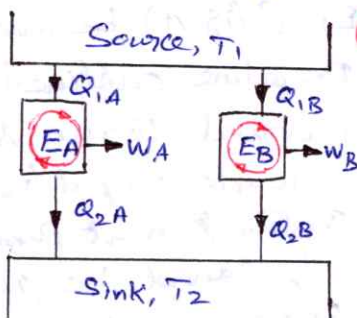 Source, T1
Q1A Q1B
EA WA EB WB
Q2A Q2B
Sink, T2